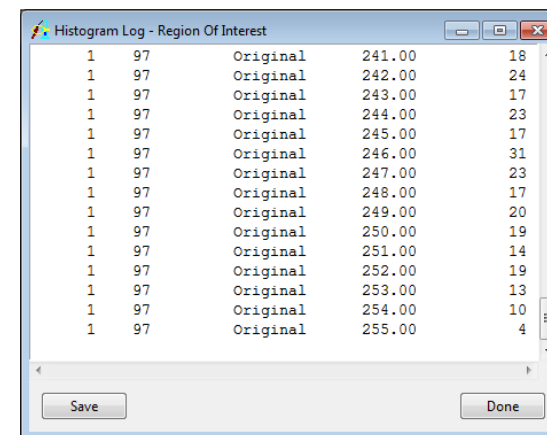 Histogram Log - Region Of Interest
1 97 Original 241.00 18
1 97 Original 242.00 24
1 97 Original 243.00 17
1 97 Original 244.00 23
1 97 Original 245.00 17
1 97 Original 246.00 31
1 97 Original 247.00 23
1 97 Original 248.00 17
1 97 Original 249.00 20
1 97 Original 250.00 19
1 97 Original 251.00 14
1 97 Original 252.00 19
1 97 Original 253.00 13
1 97 Original 254.00 10
1 97 Original 255.00 4
Save Done